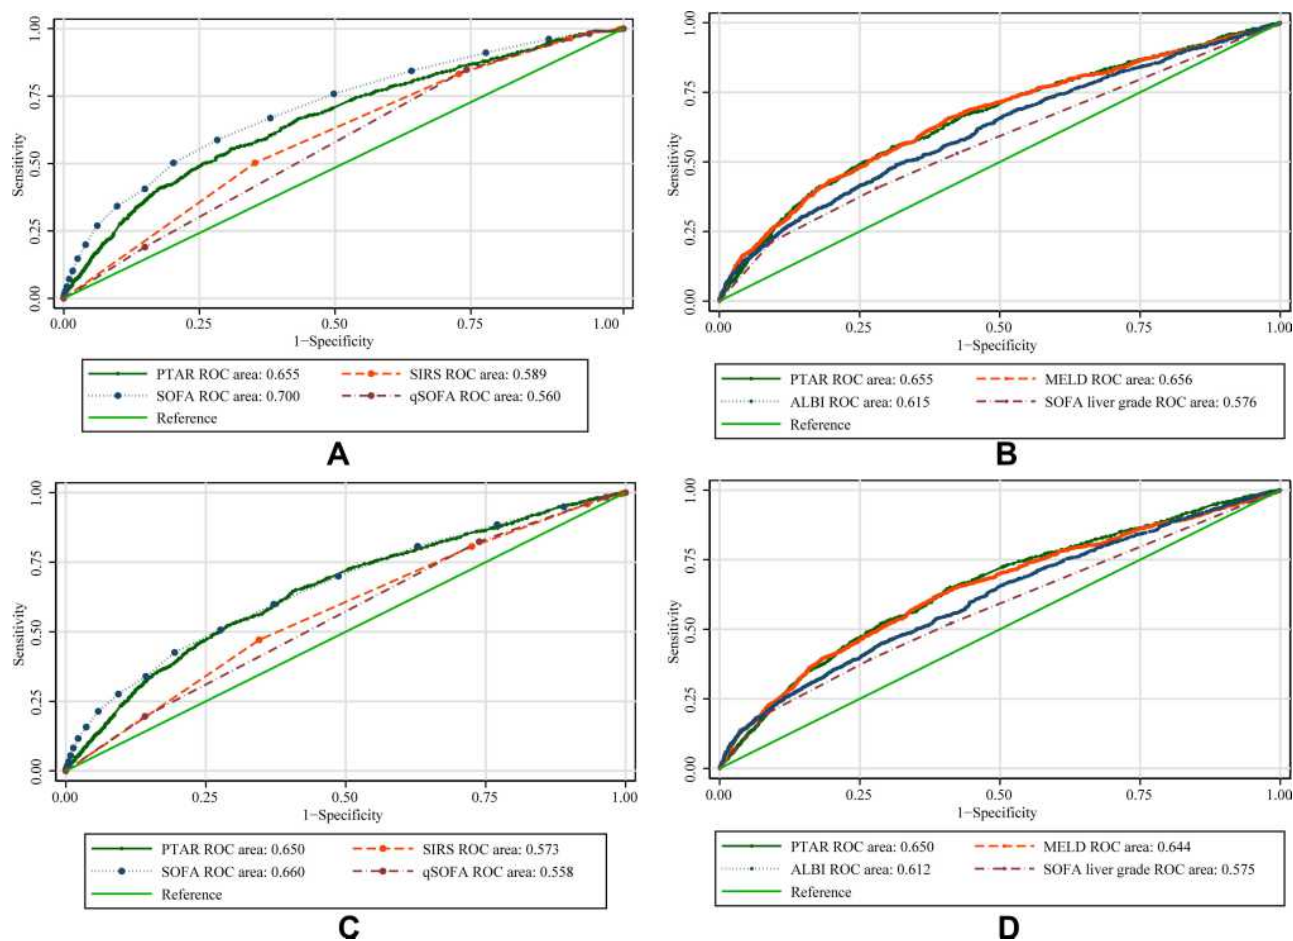 1.00
0.75
Sensitivity
0.50
0.25
0.00
0.00 0.25 0.50 0.75 1.00
1−Specificity
PTAR ROC area: 0.655 SIRS ROC area: 0.589
SOFA ROC area: 0.700 qSOFA ROC area: 0.560
Reference
A
1.00
0.75
Sensitivity
0.50
0.25
0.00
0.00 0.25 0.50 0.75 1.00
1−Specificity
PTAR ROC area: 0.655 MELD ROC area: 0.656
ALBI ROC area: 0.615 SOFA liver grade ROC area: 0.576
Reference
B
1.00
0.75
Sensitivity
0.50
0.25
0.00
0.00 0.25 0.50 0.75 1.00
1−Specificity
PTAR ROC area: 0.650 SIRS ROC area: 0.573
SOFA ROC area: 0.660 qSOFA ROC area: 0.558
Reference
C
1.00
0.75
Sensitivity
0.50
0.25
0.00
0.00 0.25 0.50 0.75 1.00
1−Specificity
PTAR ROC area: 0.650 MELD ROC area: 0.644
ALBI ROC area: 0.612 SOFA liver grade ROC area: 0.575
Reference
D